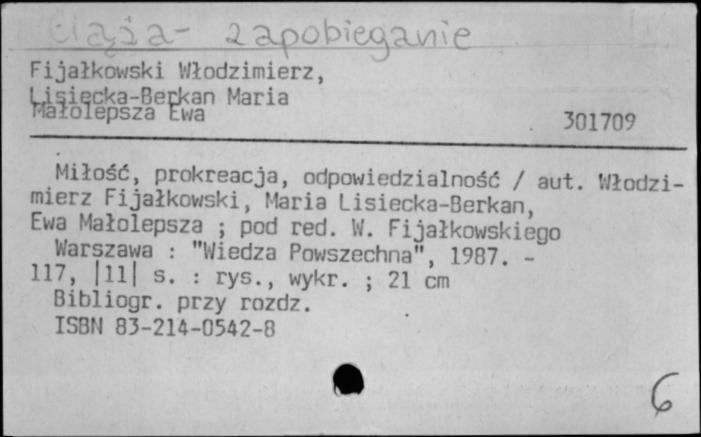 Ciąża - zapobieganie
Fijałkowski Włodzimierz,
Lisiecka-Berkan Maria
Małolepsza Ewa
301709
Miłość, prokreacja, odpowiedzialność / aut. Włodzi-
mierz Fijałkowski, Maria Lisiecka-Berkan,
Ewa Małolepsza ; pod red. W. Fijałkowskiego
Warszawa : "Wiedza Powszechna", 1987. -
117, |11| s. : rys., wykr. ; 21 cm
Bibliogr. przy rozdz.
ISBN 83-214-0542-8
6